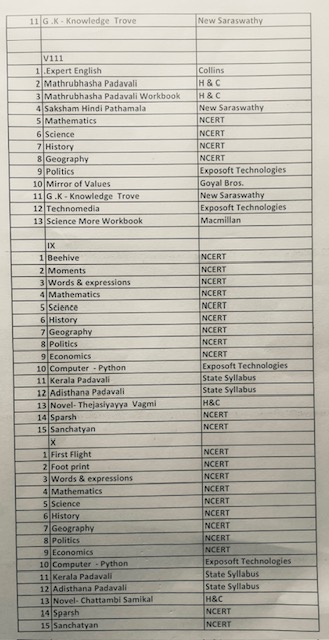 11 G .K - Knowledge Trove New Saraswathy
V111
1 .Expert English Collins
2 Mathrubhasha Padavali H & C
3 Mathrubhasha Padavali Workbook H & C
4 Saksham Hindi Pathamala New Saraswathy
5 Mathematics NCERT
6 Science NCERT
7 History NCERT
8 Geography NCERT
9 Politics Exposoft Technologies
10 Mirror of Values Goyal Bros.
11 G .K - Knowledge Trove New Saraswathy
12 Technomedia Exposoft Technologies
13 Science More Workbook Macmillan
IX
1 Beehive NCERT
2 Moments NCERT
3 Words & expressions NCERT
4 Mathematics NCERT
5 Science NCERT
6 History NCERT
7 Geography NCERT
8 Politics NCERT
9 Economics NCERT
10 Computer - Python Exposoft Technologies
11 Kerala Padavali State Syllabus
12 Adisthana Padavali State Syllabus
13 Novel- Thejasiyayya Vagmi H&C
14 Sparsh NCERT
15 Sanchatyan NCERT
X
1 First Flight NCERT
2 Foot print NCERT
3 Words & expressions NCERT
4 Mathematics NCERT
5 Science NCERT
6 History NCERT
7 Geography NCERT
8 Politics NCERT
9 Economics NCERT
10 Computer - Python Exposoft Technologies
11 Kerala Padavali State Syllabus
12 Adisthana Padavali State Syllabus
13 Novel- Chattambi Samikal H&C
14 Sparsh NCERT
15 Sanchatyan NCERT